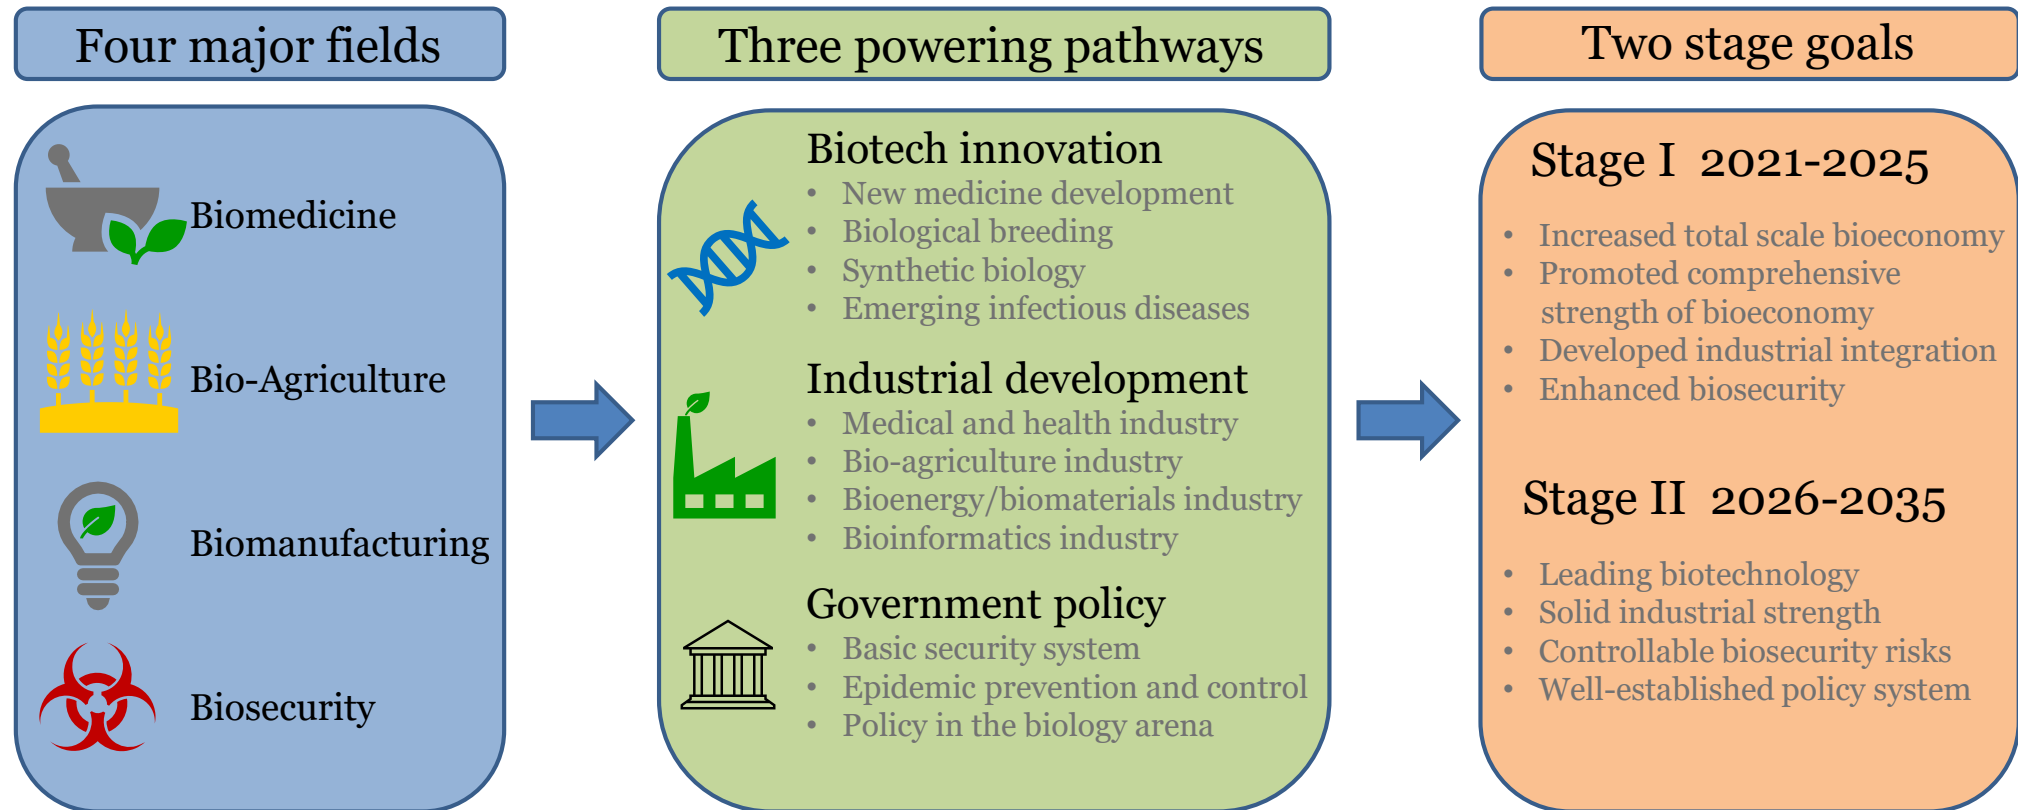 Four major fields
Biomedicine
Bio-Agriculture
Biomanufacturing
Biosecurity
Three powering pathways
Biotech innovation
• New medicine development
• Biological breeding
• Synthetic biology
• Emerging infectious diseases
Industrial development
• Medical and health industry
• Bio-agriculture industry
• Bioenergy/biomaterials industry
• Bioinformatics industry
Government policy
• Basic security system
• Epidemic prevention and control
• Policy in the biology arena
Two stage goals
Stage I 2021-2025
• Increased total scale bioeconomy
• Promoted comprehensive
strength of bioeconomy
• Developed industrial integration
• Enhanced biosecurity
Stage II 2026-2035
• Leading biotechnology
• Solid industrial strength
• Controllable biosecurity risks
• Well-established policy system